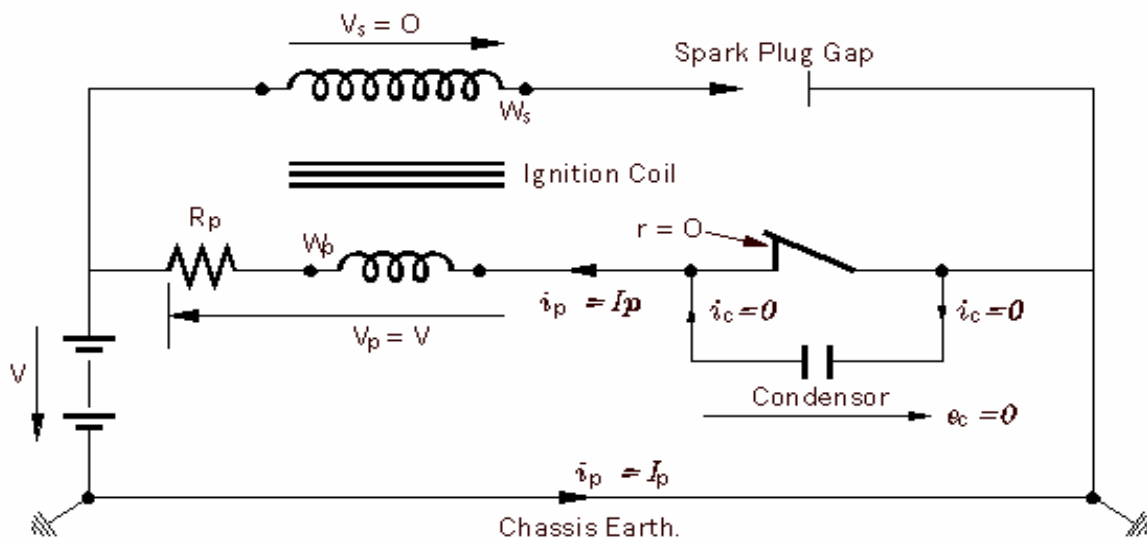 Vs = O
Spark Plug Gap
Ws
Ignition Coil
Rp
r = O
Wp
ip = Ip
ic=0
ic=0
Vp = V
V
Condensor
ec =0
ip = Ip
Chassis Earth.